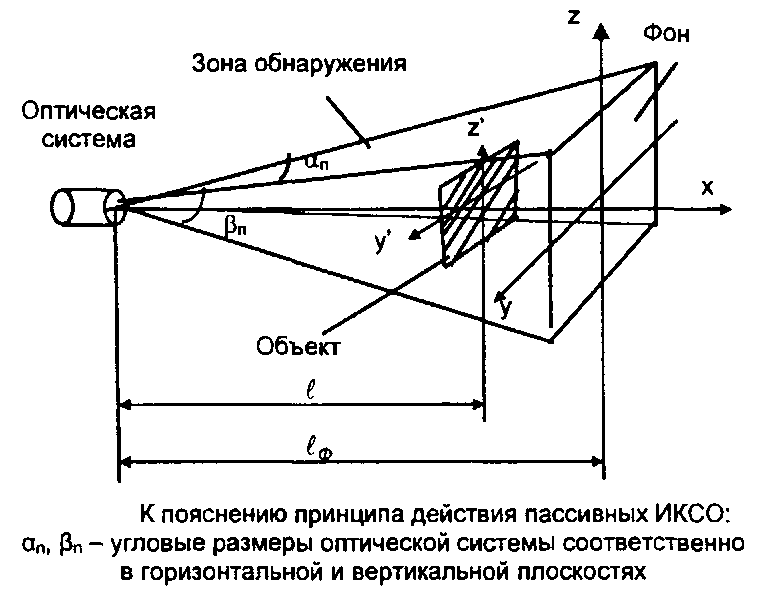 z
Фон
Зона обнаружения
Оптическая
система
z'
αп
x
βп
y'
y
Объект
ℓ
ℓФ
К пояснению принципа действия пассивных ИКСО:
αп, βп – угловые размеры оптической системы соответственно
в горизонтальной и вертикальной плоскостях